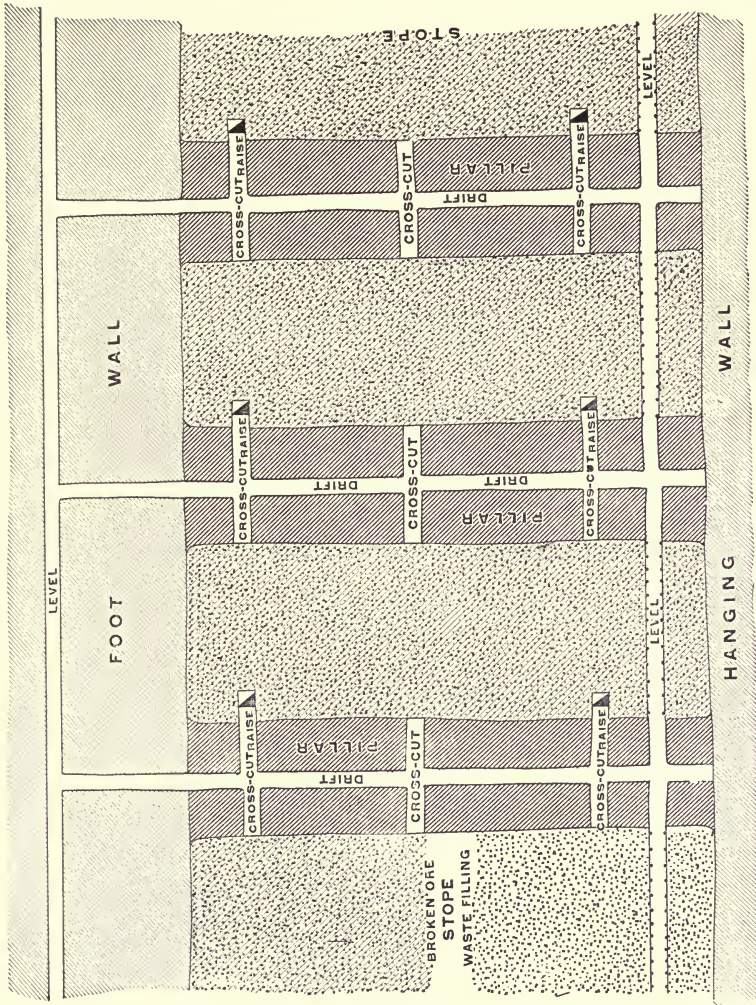 STOPE
LEVEL
CROSS-CUT RAISE
CROSS-CUT
PILLAR
DRIFT
CROSS-CUT RAISE
WALL
WALL
CROSS-CUT RAISE
DRIFT
CROSS-CUT
DRIFT
PILLAR
CROSS-CUT RAISE
LEVEL
FOOT
LEVEL
HANGING
CROSS-CUT RAISE
PILLAR
DRIFT
CROSS-CUT
CROSS-CUT RAISE
BROKEN ORE
STOPE
WASTE FILLING